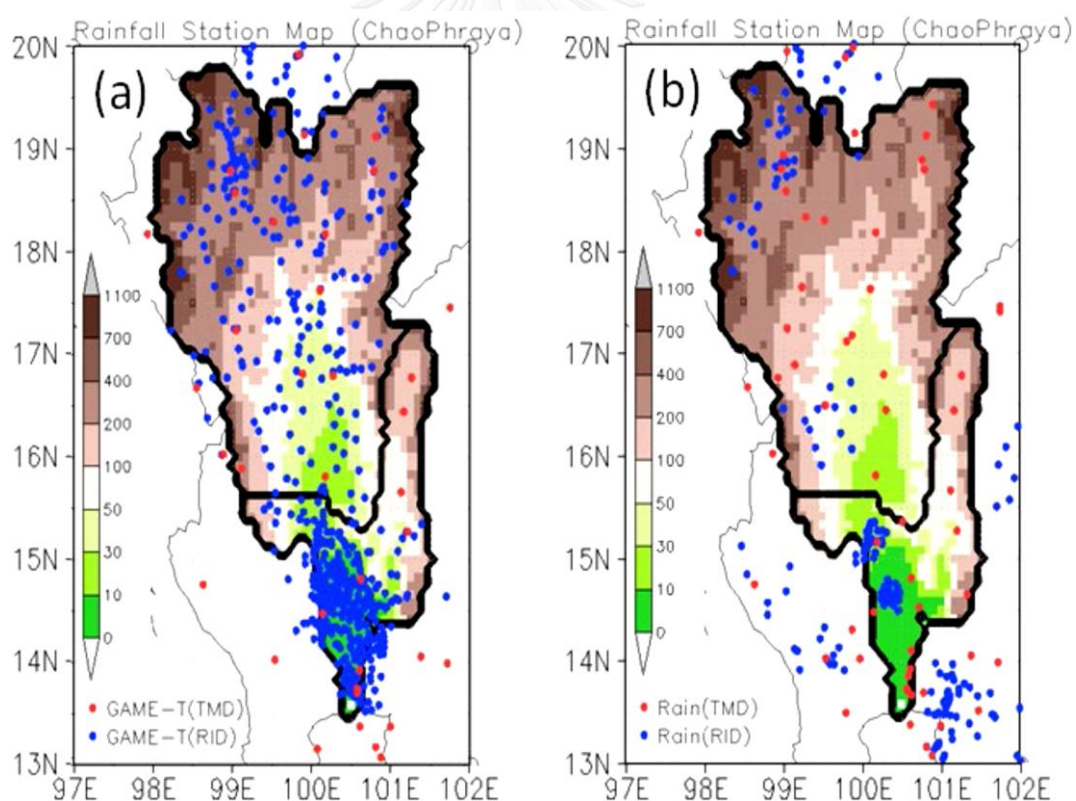 Rainfall Station Map (ChaoPhraya)
20N
(a)
19N
18N
1100
700
17N
400
200
16N
100
50
15N
30
10
0
14N
GAME-T(TMD)
GAME-T(RID)
13N
97E 98E 99E 100E 101E 102E
Rainfall Station Map (ChaoPhraya)
20N
(b)
19N
18N
1100
700
17N
400
200
16N
100
50
15N
30
10
0
14N
Rain(TMD)
Rain(RID)
13N
97E 98E 99E 100E 101E 102E